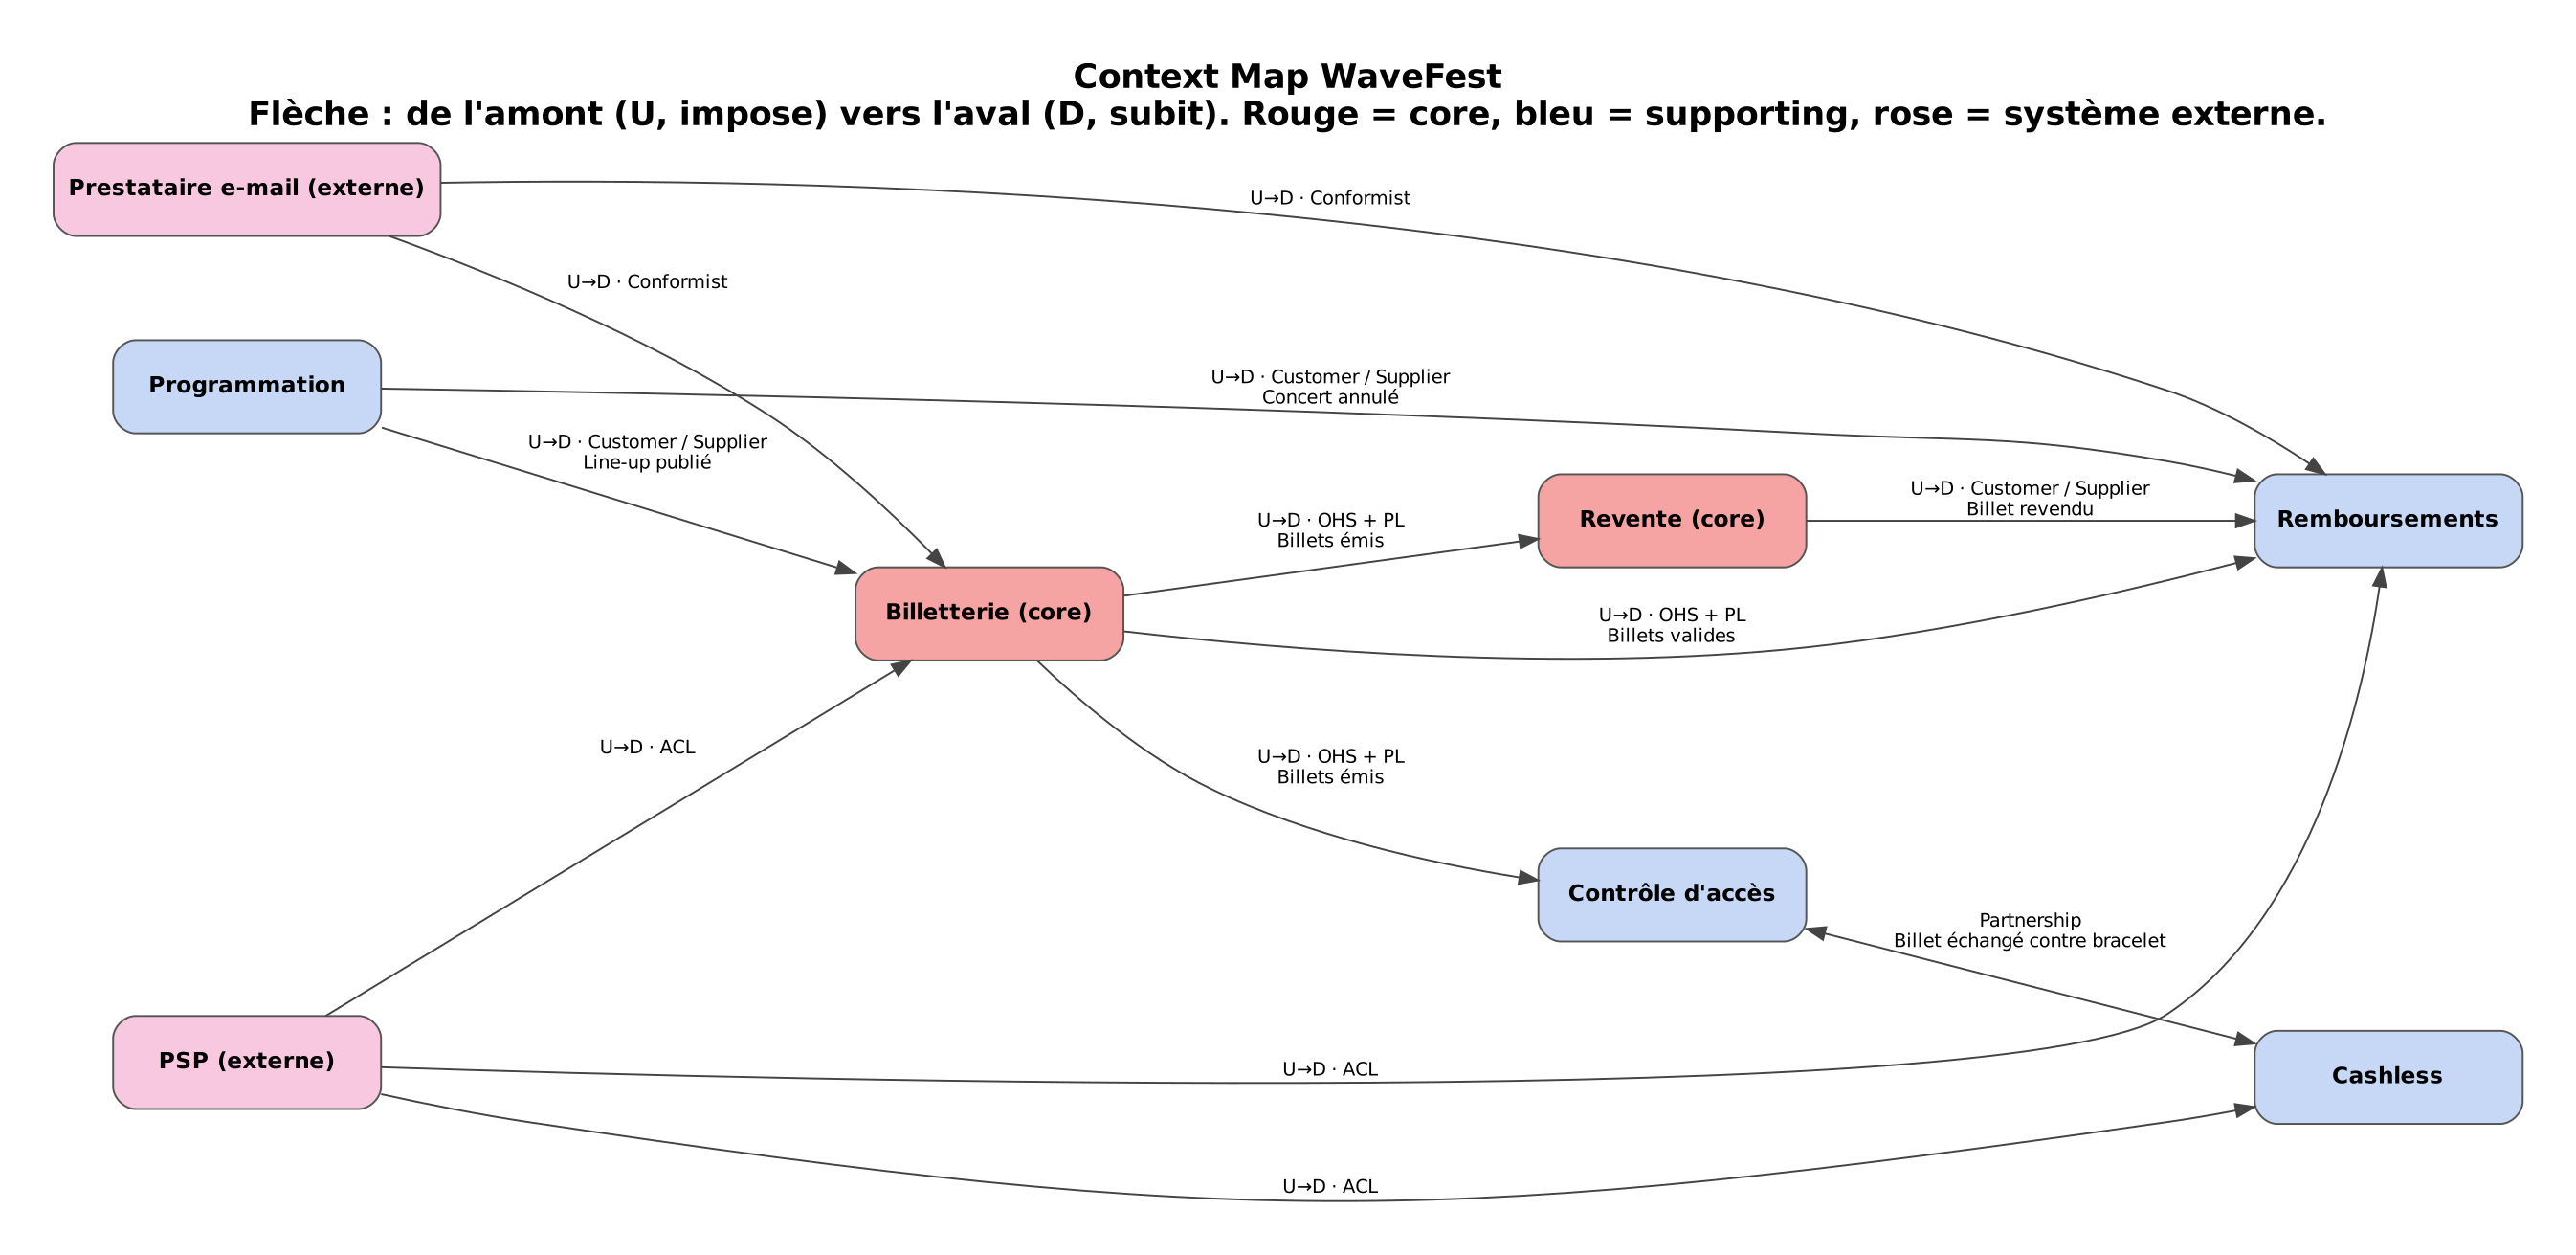 Context Map WaveFest
Flèche : de l'amont (U, impose) vers l'aval (D, subit). Rouge = core, bleu = supporting, rose = système externe.
Prestataire e-mail (externe)
U→D · Conformist
U→D · Conformist
Programmation
U→D · Customer / Supplier
Concert annulé
U→D · Customer / Supplier
Line-up publié
Revente (core)
U→D · Customer / Supplier
Billet revendu
Remboursements
U→D · OHS + PL
Billets émis
Billetterie (core)
U→D · OHS + PL
Billets valides
U→D · ACL
U→D · OHS + PL
Billets émis
Contrôle d'accès
Partnership
Billet échangé contre bracelet
PSP (externe)
U→D · ACL
Cashless
U→D · ACL